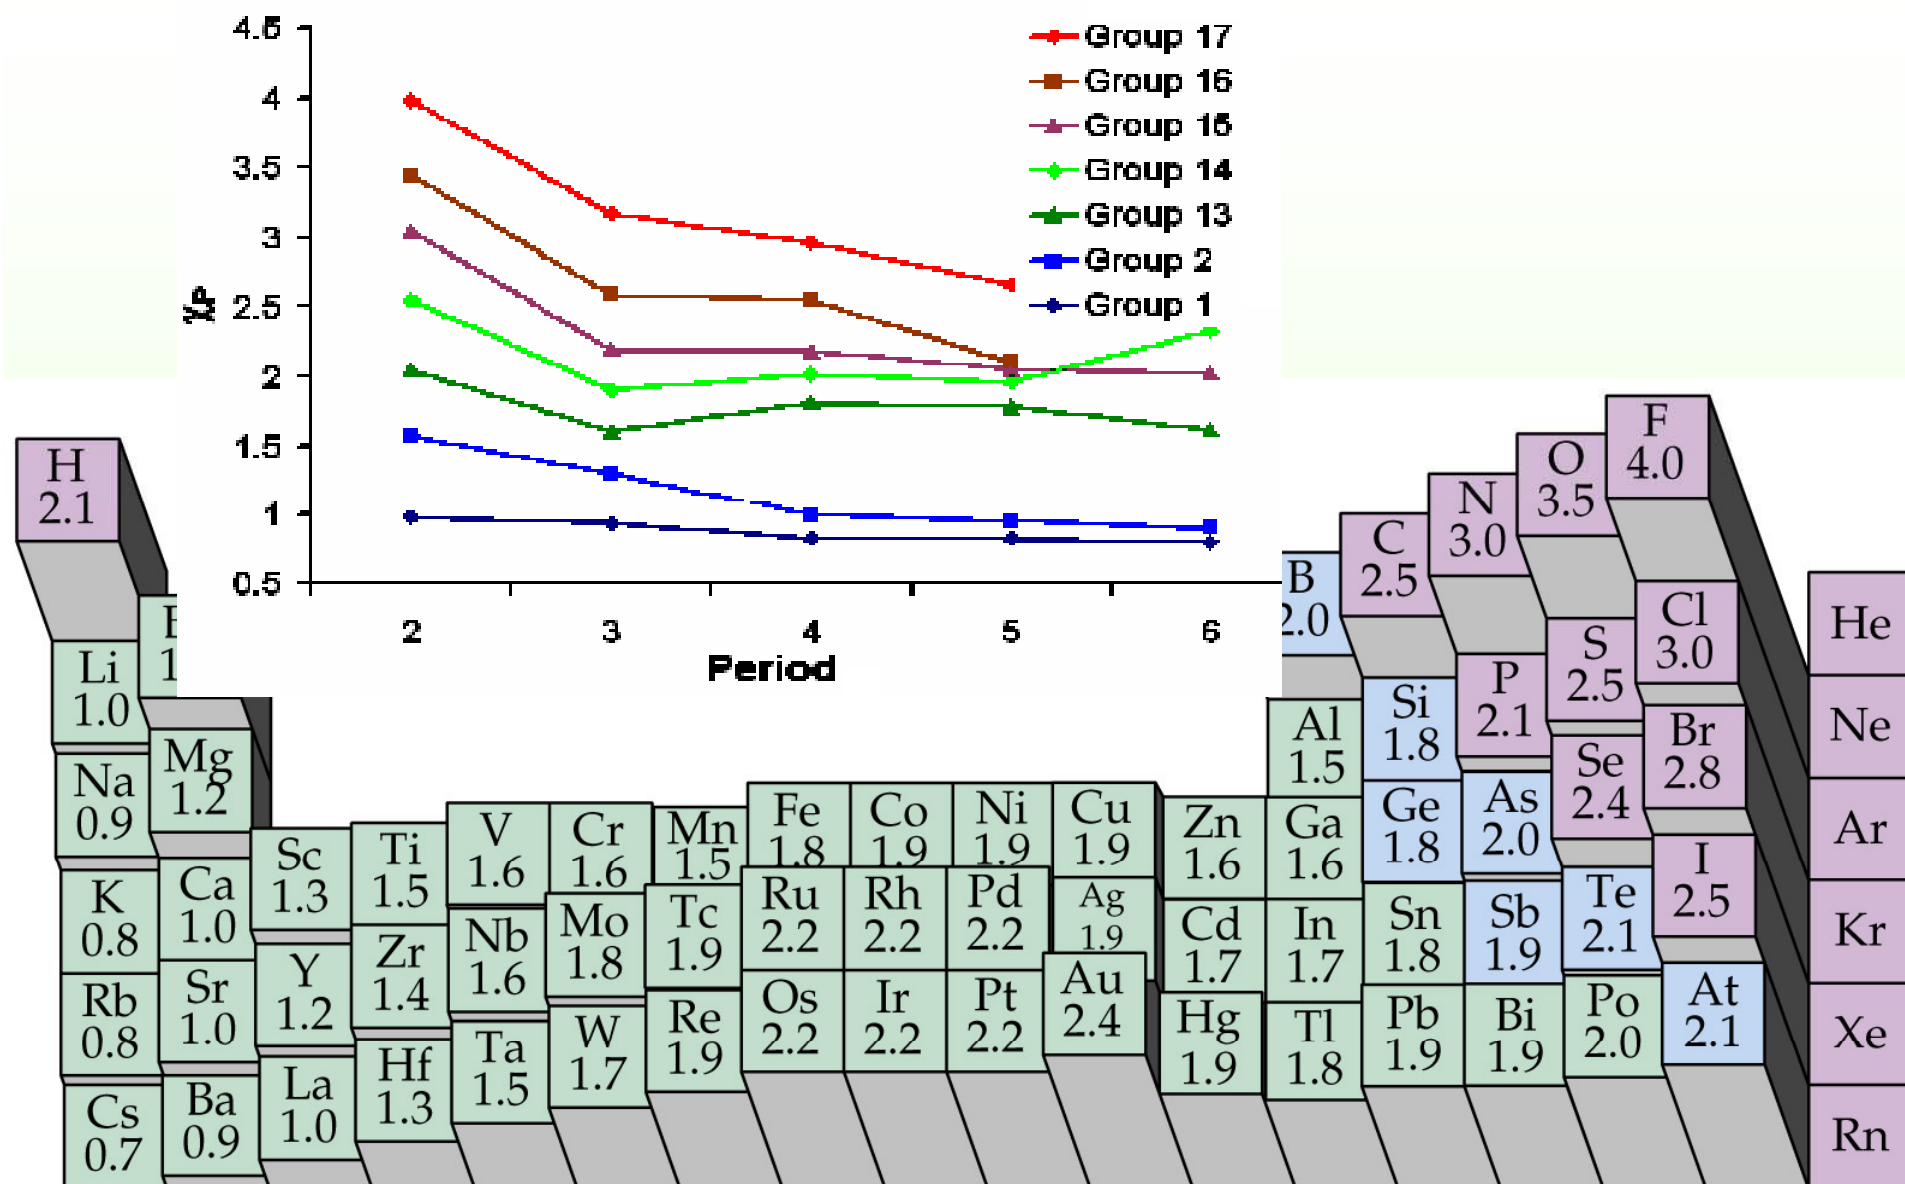 4.5
4
3.5
3
2.5
2
1.5
1
0.5
χP
2
3
4
5
6
Period
Group 17
Group 16
Group 15
Group 14
Group 13
Group 2
Group 1
H
2.1
Li
1.0
Na
0.9
Mg
1.2
K
0.8
Ca
1.0
Sc
1.3
Ti
1.5
V
1.6
Cr
1.6
Mn
1.5
Fe
1.8
Co
1.9
Ni
1.9
Cu
1.9
Zn
1.6
Ga
1.6
Ge
1.8
As
2.0
Se
2.4
Br
2.8
Kr
Rb
0.8
Sr
1.0
Y
1.2
Zr
1.4
Nb
1.6
Mo
1.8
Tc
1.9
Ru
2.2
Rh
2.2
Pd
2.2
Ag
1.9
Cd
1.7
In
1.7
Sn
1.8
Sb
1.9
Te
2.1
I
2.5
Xe
Cs
0.7
Ba
0.9
La
1.0
Hf
1.3
Ta
1.5
W
1.7
Re
1.9
Os
2.2
Ir
2.2
Pt
2.2
Au
2.4
Hg
1.9
Tl
1.8
Pb
1.9
Bi
1.9
Po
2.0
At
2.1
Rn
B
2.0
C
2.5
N
3.0
O
3.5
F
4.0
He
Ne
Al
1.5
Si
1.8
P
2.1
S
2.5
Cl
3.0
Ar